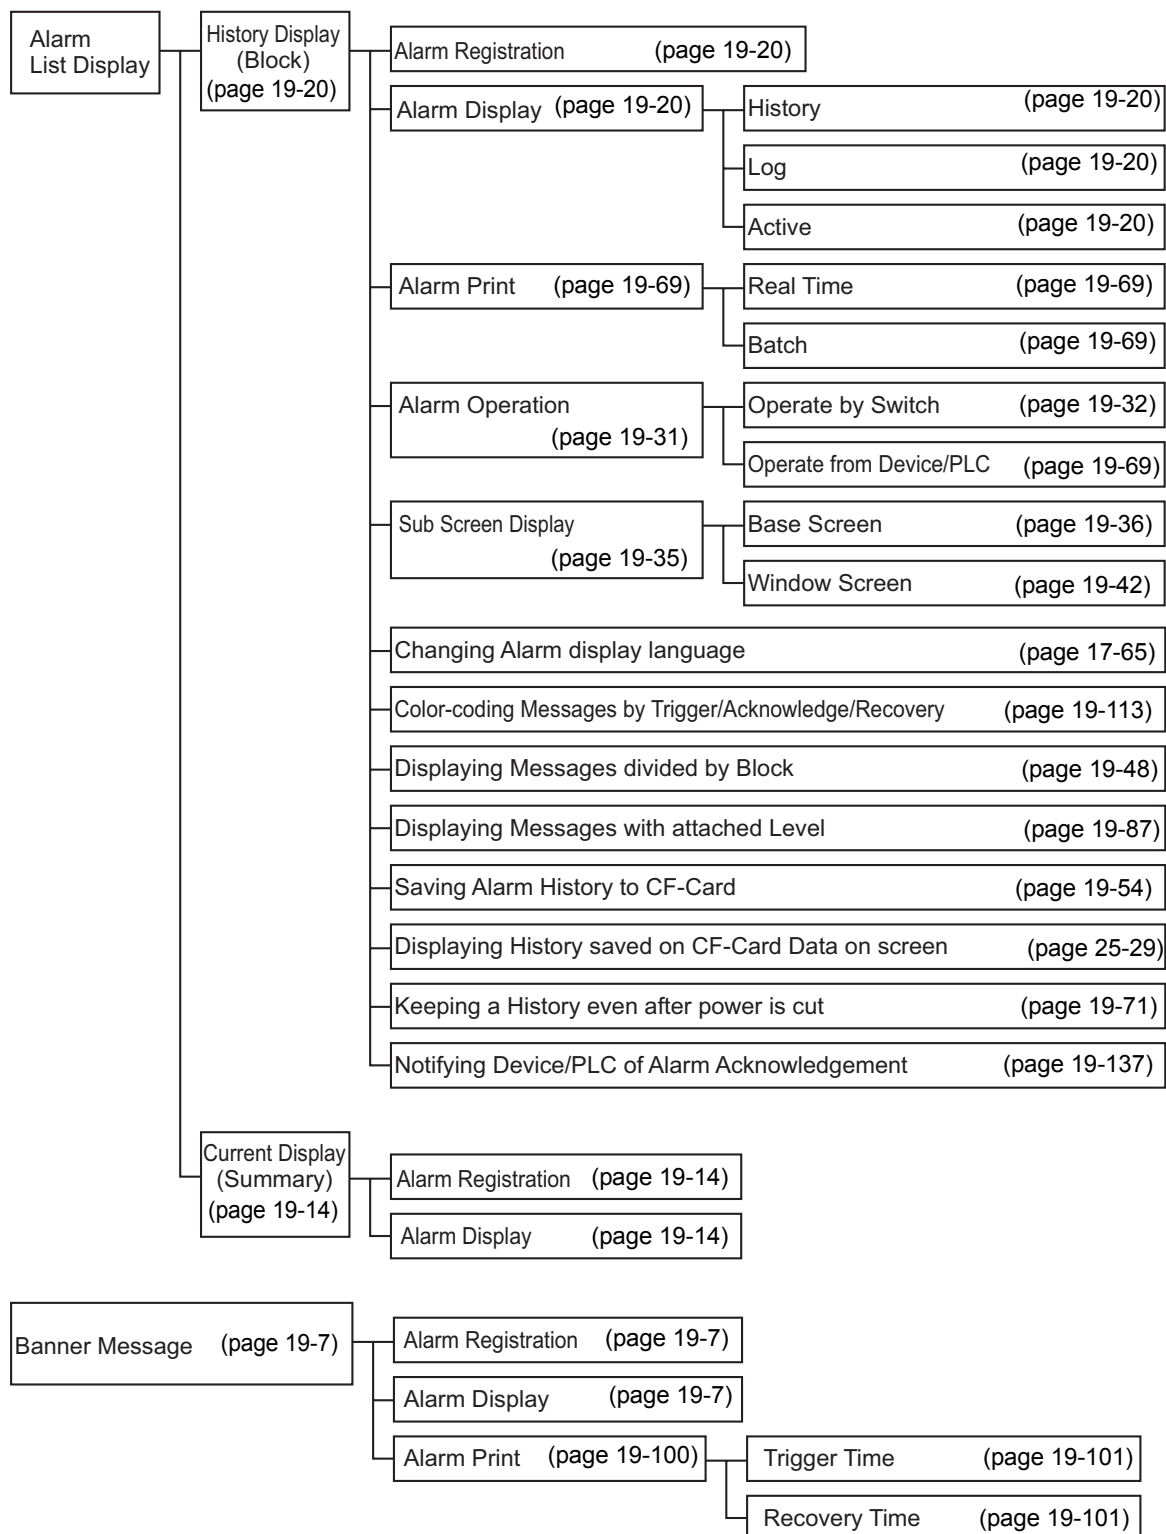 Alarm
List Display
History Display
(Block)
(page 19-20)
Alarm Registration (page 19-20)
Alarm Display (page 19-20)
History (page 19-20)
Log (page 19-20)
Active (page 19-20)
Alarm Print (page 19-69)
Real Time (page 19-69)
Batch (page 19-69)
Alarm Operation
(page 19-31)
Operate by Switch (page 19-32)
Operate from Device/PLC (page 19-69)
Sub Screen Display
(page 19-35)
Base Screen (page 19-36)
Window Screen (page 19-42)
Changing Alarm display language (page 17-65)
Color-coding Messages by Trigger/Acknowledge/Recovery (page 19-113)
Displaying Messages divided by Block (page 19-48)
Displaying Messages with attached Level (page 19-87)
Saving Alarm History to CF-Card (page 19-54)
Displaying History saved on CF-Card Data on screen (page 25-29)
Keeping a History even after power is cut (page 19-71)
Notifying Device/PLC of Alarm Acknowledgement (page 19-137)
Current Display
(Summary)
(page 19-14)
Alarm Registration (page 19-14)
Alarm Display (page 19-14)
Banner Message (page 19-7)
Alarm Registration (page 19-7)
Alarm Display (page 19-7)
Alarm Print (page 19-100)
Trigger Time (page 19-101)
Recovery Time (page 19-101)